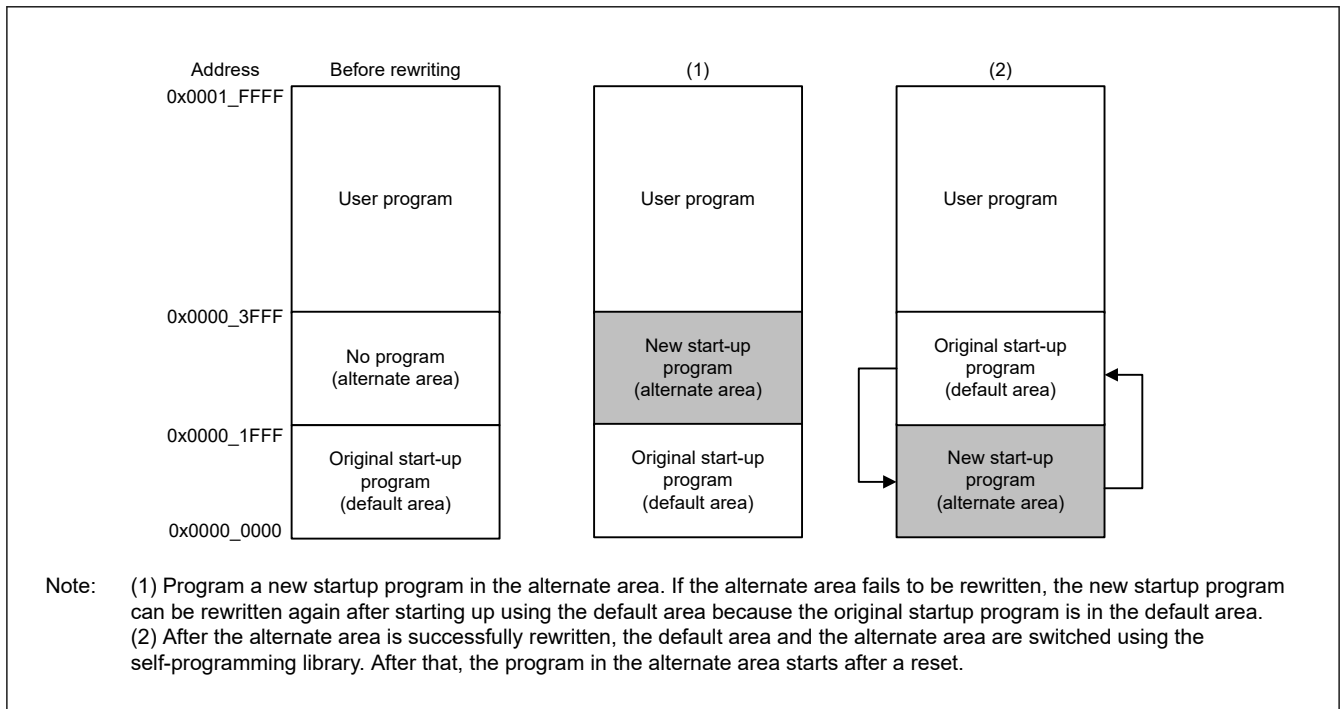 Address Before rewriting (1) (2)
0x0001_FFFF
User program User program User program
0x0000_3FFF
No program
(alternate area)
New start-up
program
(alternate area)
Original start-up
program
(default area)
0x0000_1FFF
Original start-up
program
(default area)
Original start-up
program
(default area)
New start-up
program
(alternate area)
0x0000_0000
Note: (1) Program a new startup program in the alternate area. If the alternate area fails to be rewritten, the new startup program
can be rewritten again after starting up using the default area because the original startup program is in the default area.
(2) After the alternate area is successfully rewritten, the default area and the alternate area are switched using the
self-programming library. After that, the program in the alternate area starts after a reset.